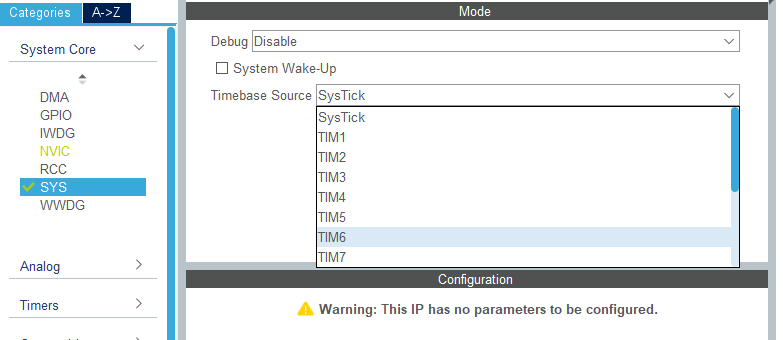 Categories A->Z
System Core
DMA
GPIO
IWDG
NVIC
RCC
SYS
WWDG
Analog
Timers
Mode
Debug Disable
System Wake-Up
Timebase Source SysTick
SysTick
TIM1
TIM2
TIM3
TIM4
TIM5
TIM6
TIM7
Configuration
Warning: This IP has no parameters to be configured.